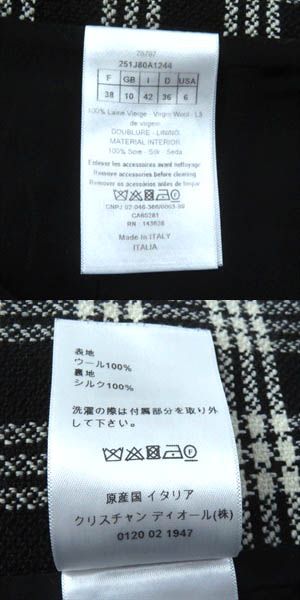 75707
251J80A1244
F GB I D USA
38 10 42 36 6
100% Laine Vierge - Virgin Wool - Lã
de virgem
DOUBLURE - LINING
MATERIAL INTERIOR
100% Soie - Silk - Seda
Enlever les accessoires avant nettoyage
Remove accessories before cleaning
Remova os acessórios antes de limpar
CA60281
RN : 143626
Made in ITALY
ITALIA
表地
ウール100%
裏地
シルク100%
洗濯の際は付属部分を取り外
して下さい。
原産国 イタリア
クリスチャン ディオール(株)
0120 02 1947